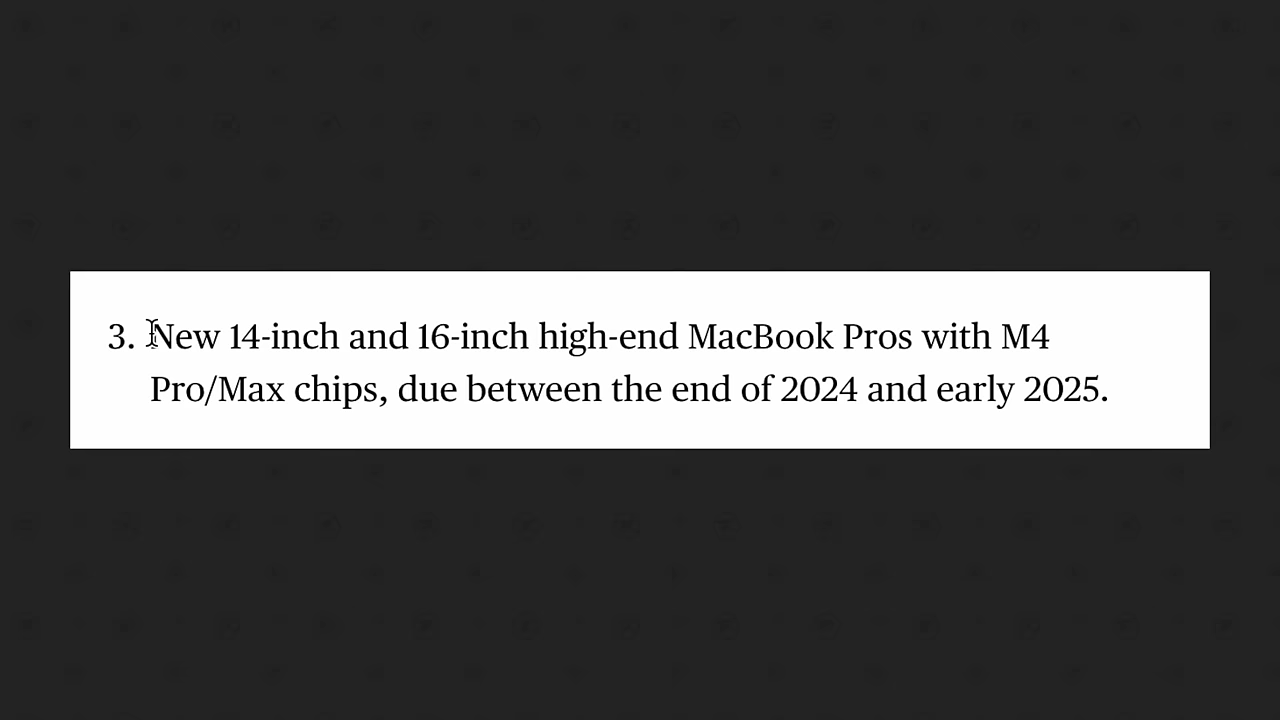 3. New 14-inch and 16-inch high-end MacBook Pros with M4
Pro/Max chips, due between the end of 2024 and early 2025.